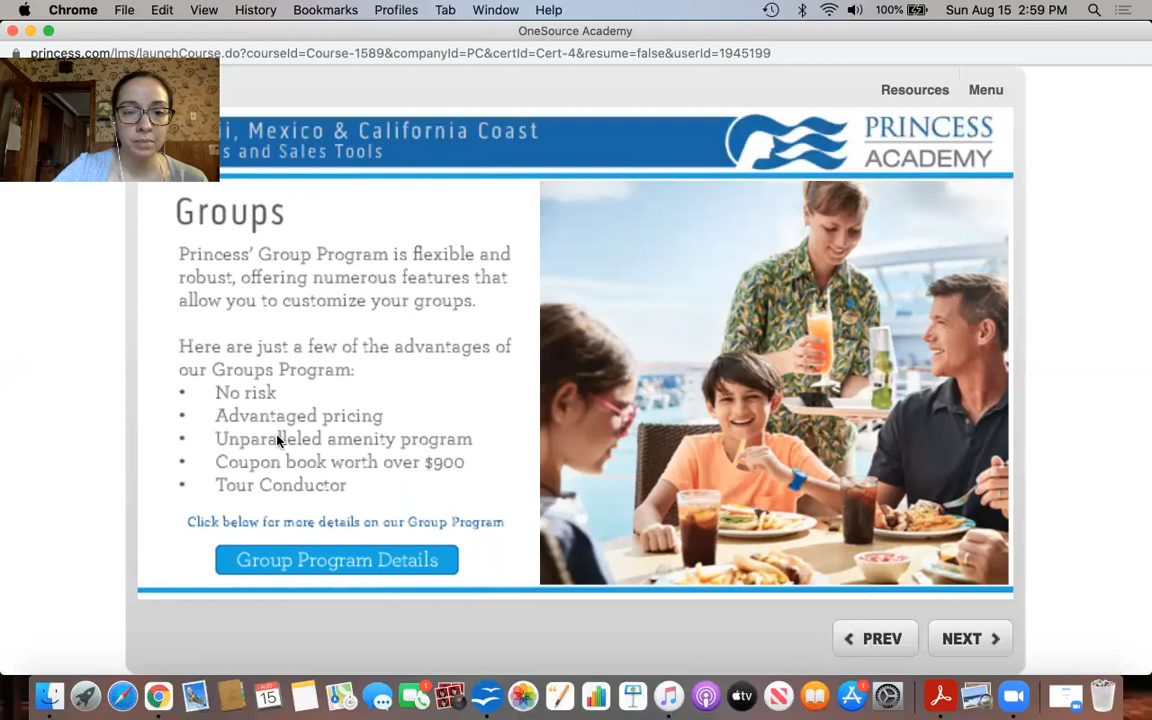 Chrome File Edit View History Bookmarks Profiles Tab Window Help 100% Sun Aug 15 2:59 PM
OneSource Academy
princess.com/lms/launchCourse.do?courseId=Course-1589&companyId=PC&certId=Cert-4&resume=false&userId=1945199
Resources Menu
Mexico & California Coast
and Sales Tools
PRINCESS
ACADEMY
Groups
Princess' Group Program is flexible and
robust, offering numerous features that
allow you to customize your groups.
Here are just a few of the advantages of
our Groups Program:
• No risk
• Advantaged pricing
• Unparalleled amenity program
• Coupon book worth over $900
• Tour Conductor
Click below for more details on our Group Program
Group Program Details
PREV NEXT
AUG
15
1
tv
1